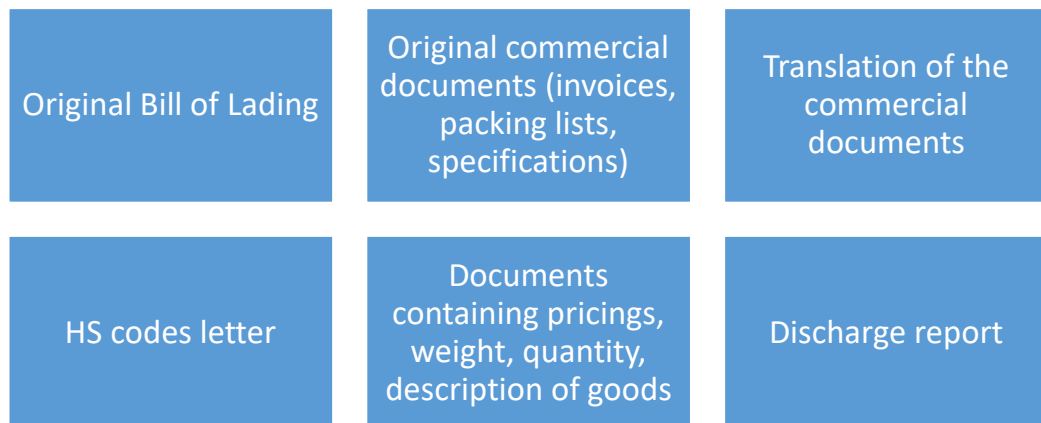 Original Bill of Lading
Original commercial
documents (invoices,
packing lists,
specifications)
Translation of the
commercial
documents
HS codes letter
Documents
containing pricings,
weight, quantity,
description of goods
Discharge report